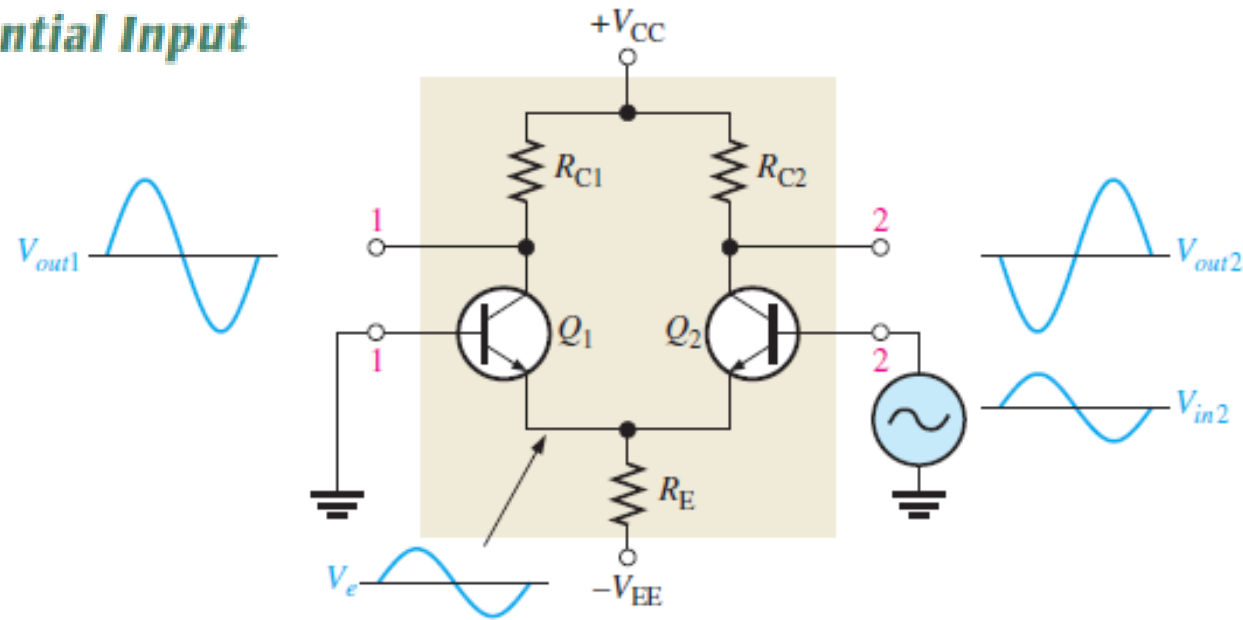 ntial Input
+VCC
RC1
RC2
1
2
Vout1
Vout2
Q1
Q2
1
2
Vin2
RE
Ve
–VEE